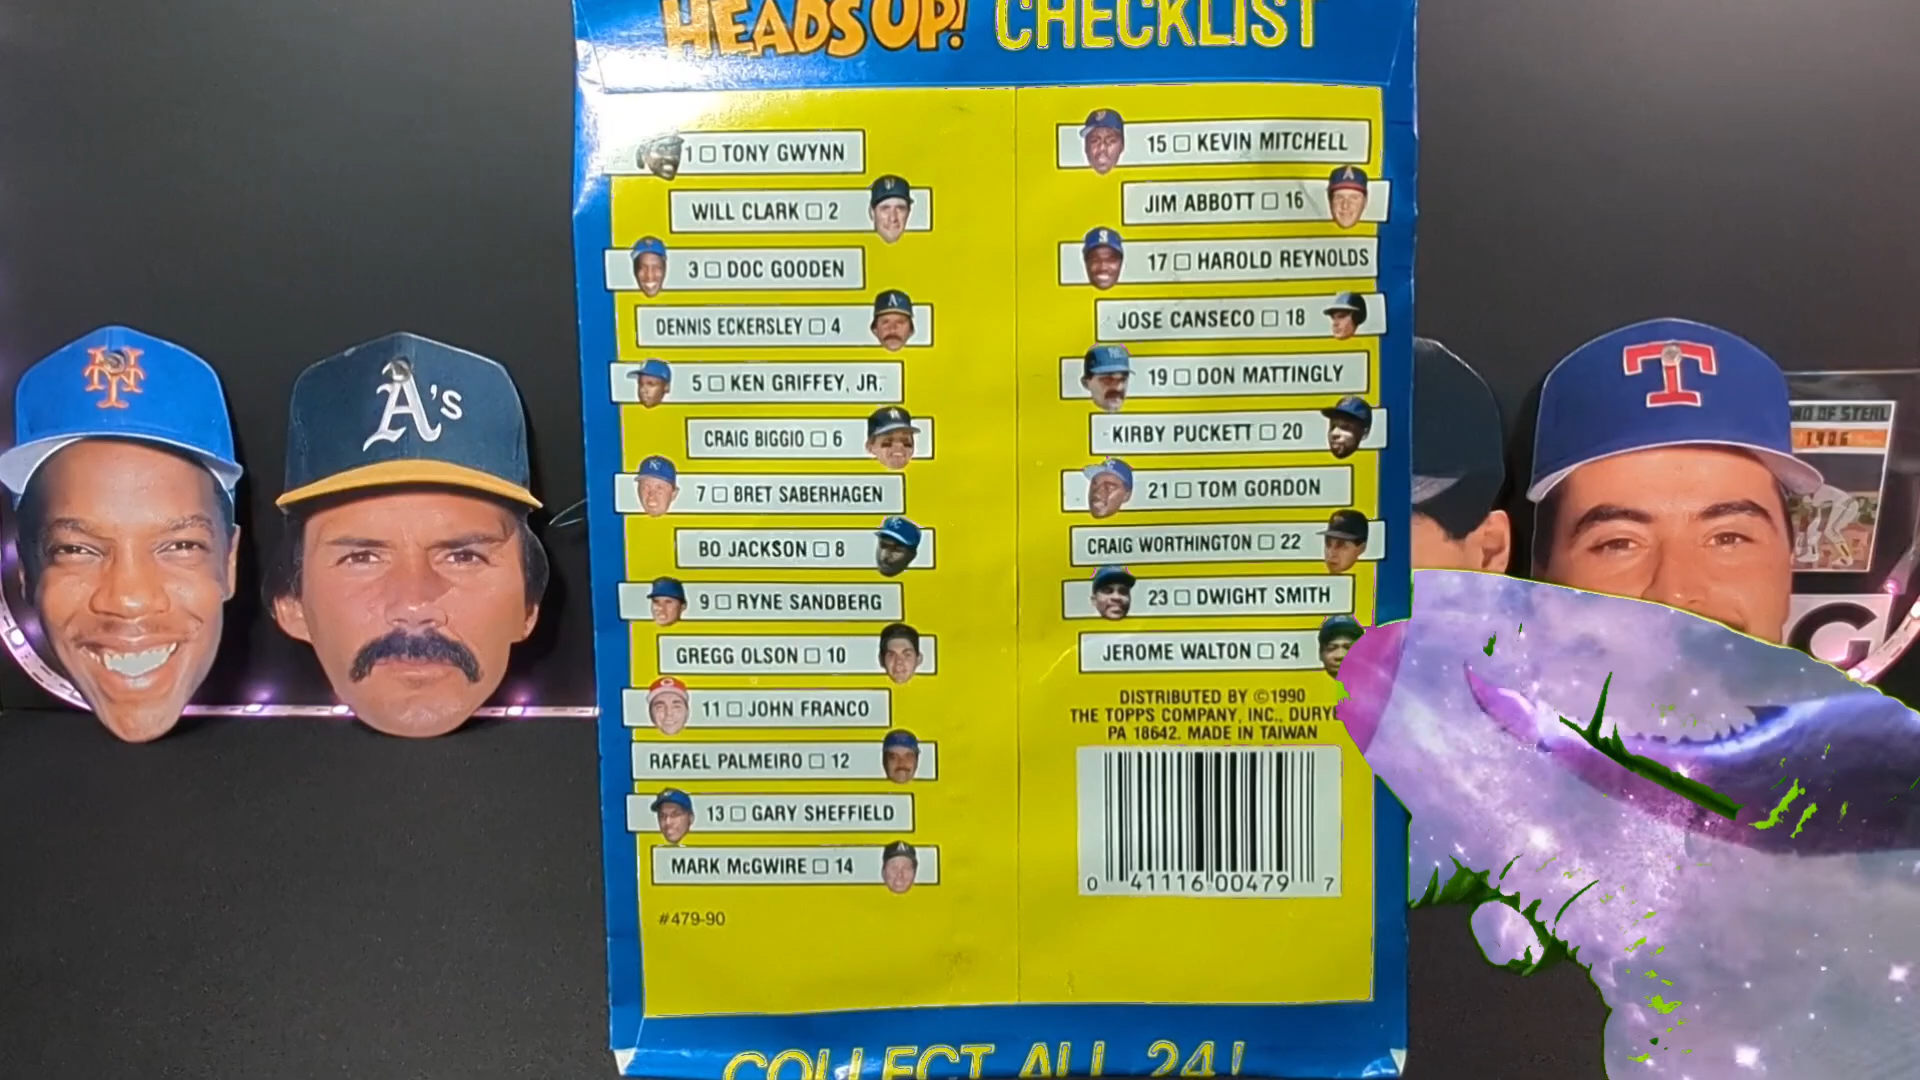 HEADS UP! CHECKLIST
1 □ TONY GWYNN
WILL CLARK □ 2
3 □ DOC GOODEN
DENNIS ECKERSLEY □ 4
5 □ KEN GRIFFEY, JR.
CRAIG BIGGIO □ 6
7 □ BRET SABERHAGEN
BO JACKSON □ 8
9 □ RYNE SANDBERG
GREGG OLSON □ 10
11 □ JOHN FRANCO
RAFAEL PALMEIRO □ 12
13 □ GARY SHEFFIELD
MARK McGWIRE □ 14
#479-90
15 □ KEVIN MITCHELL
JIM ABBOTT □ 16
17 □ HAROLD REYNOLDS
JOSE CANSECO □ 18
19 □ DON MATTINGLY
KIRBY PUCKETT □ 20
21 □ TOM GORDON
CRAIG WORTHINGTON □ 22
23 □ DWIGHT SMITH
JEROME WALTON □ 24
DISTRIBUTED BY ©1990
THE TOPPS COMPANY, INC., DURYE
PA 18642. MADE IN TAIWAN
0 41116 00479 7
COLLECT ALL 24!
NY
A's
T
OF STEAL
G